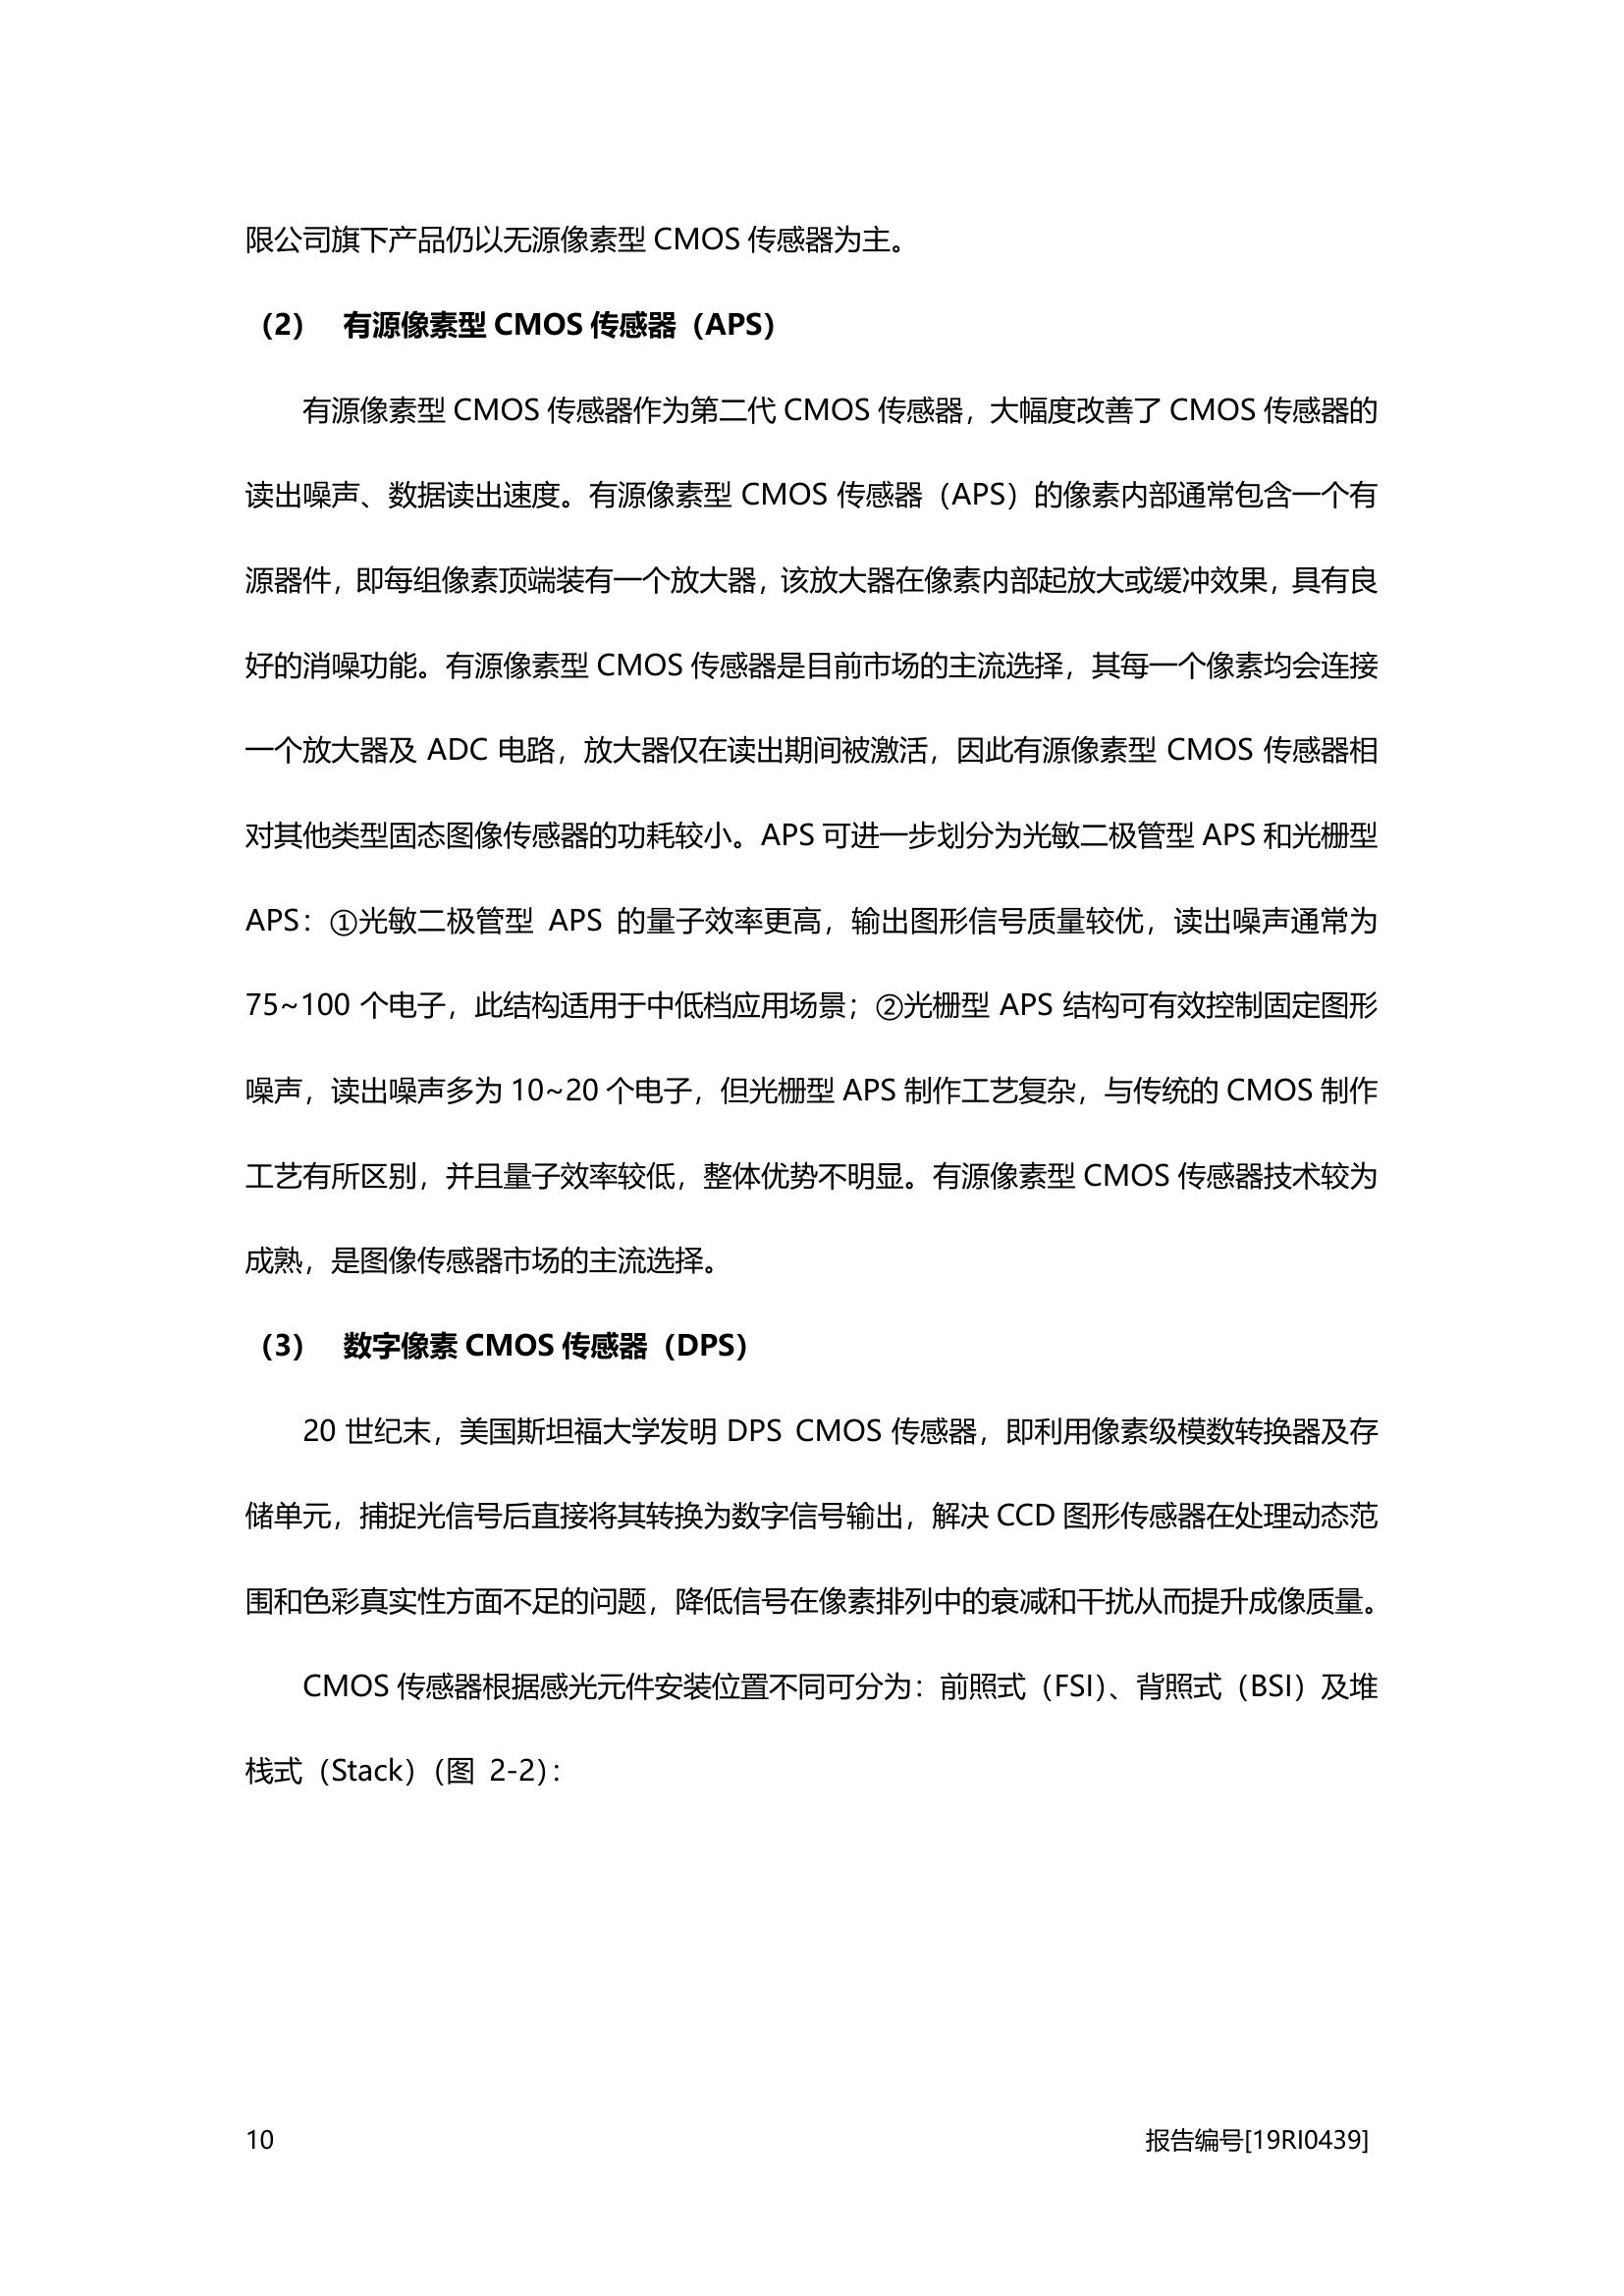 限公司旗下产品仍以无源像素型 CMOS 传感器为主。
（2） 有源像素型 CMOS 传感器（APS）
有源像素型 CMOS 传感器作为第二代 CMOS 传感器，大幅度改善了 CMOS 传感器的
读出噪声、数据读出速度。有源像素型 CMOS 传感器（APS）的像素内部通常包含一个有
源器件，即每组像素顶端装有一个放大器，该放大器在像素内部起放大或缓冲效果，具有良
好的消噪功能。有源像素型 CMOS 传感器是目前市场的主流选择，其每一个像素均会连接
一个放大器及 ADC 电路，放大器仅在读出期间被激活，因此有源像素型 CMOS 传感器相
对其他类型固态图像传感器的功耗较小。APS 可进一步划分为光敏二极管型 APS 和光栅型
APS：①光敏二极管型 APS 的量子效率更高，输出图形信号质量较优，读出噪声通常为
75~100 个电子，此结构适用于中低档应用场景；②光栅型 APS 结构可有效控制固定图形
噪声，读出噪声多为 10~20 个电子，但光栅型 APS 制作工艺复杂，与传统的 CMOS 制作
工艺有所区别，并且量子效率较低，整体优势不明显。有源像素型 CMOS 传感器技术较为
成熟，是图像传感器市场的主流选择。
（3） 数字像素 CMOS 传感器（DPS）
20 世纪末，美国斯坦福大学发明 DPS CMOS 传感器，即利用像素级模数转换器及存
储单元，捕捉光信号后直接将其转换为数字信号输出，解决 CCD 图形传感器在处理动态范
围和色彩真实性方面不足的问题，降低信号在像素排列中的衰减和干扰从而提升成像质量。
CMOS 传感器根据感光元件安装位置不同可分为：前照式（FSI）、背照式（BSI）及堆
栈式（Stack）（图 2-2）：
10 报告编号[19RI0439]